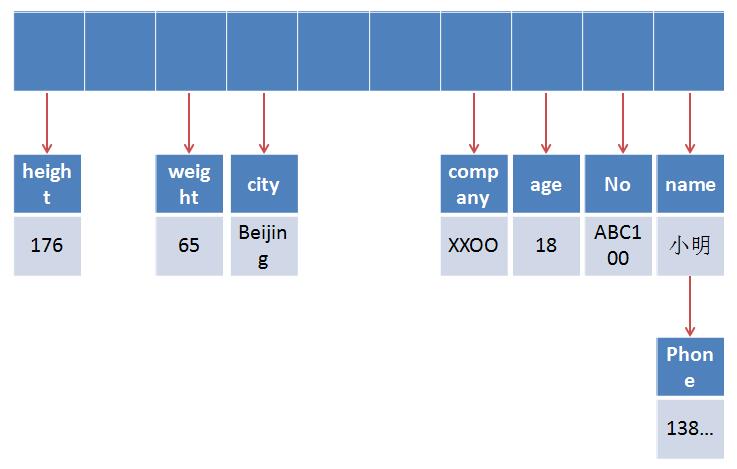 heigh
t
weig
ht
city
comp
any
age
No
name
176
65
Beijin
g
XXOO
18
ABC1
00
小明
Phon
e
138...